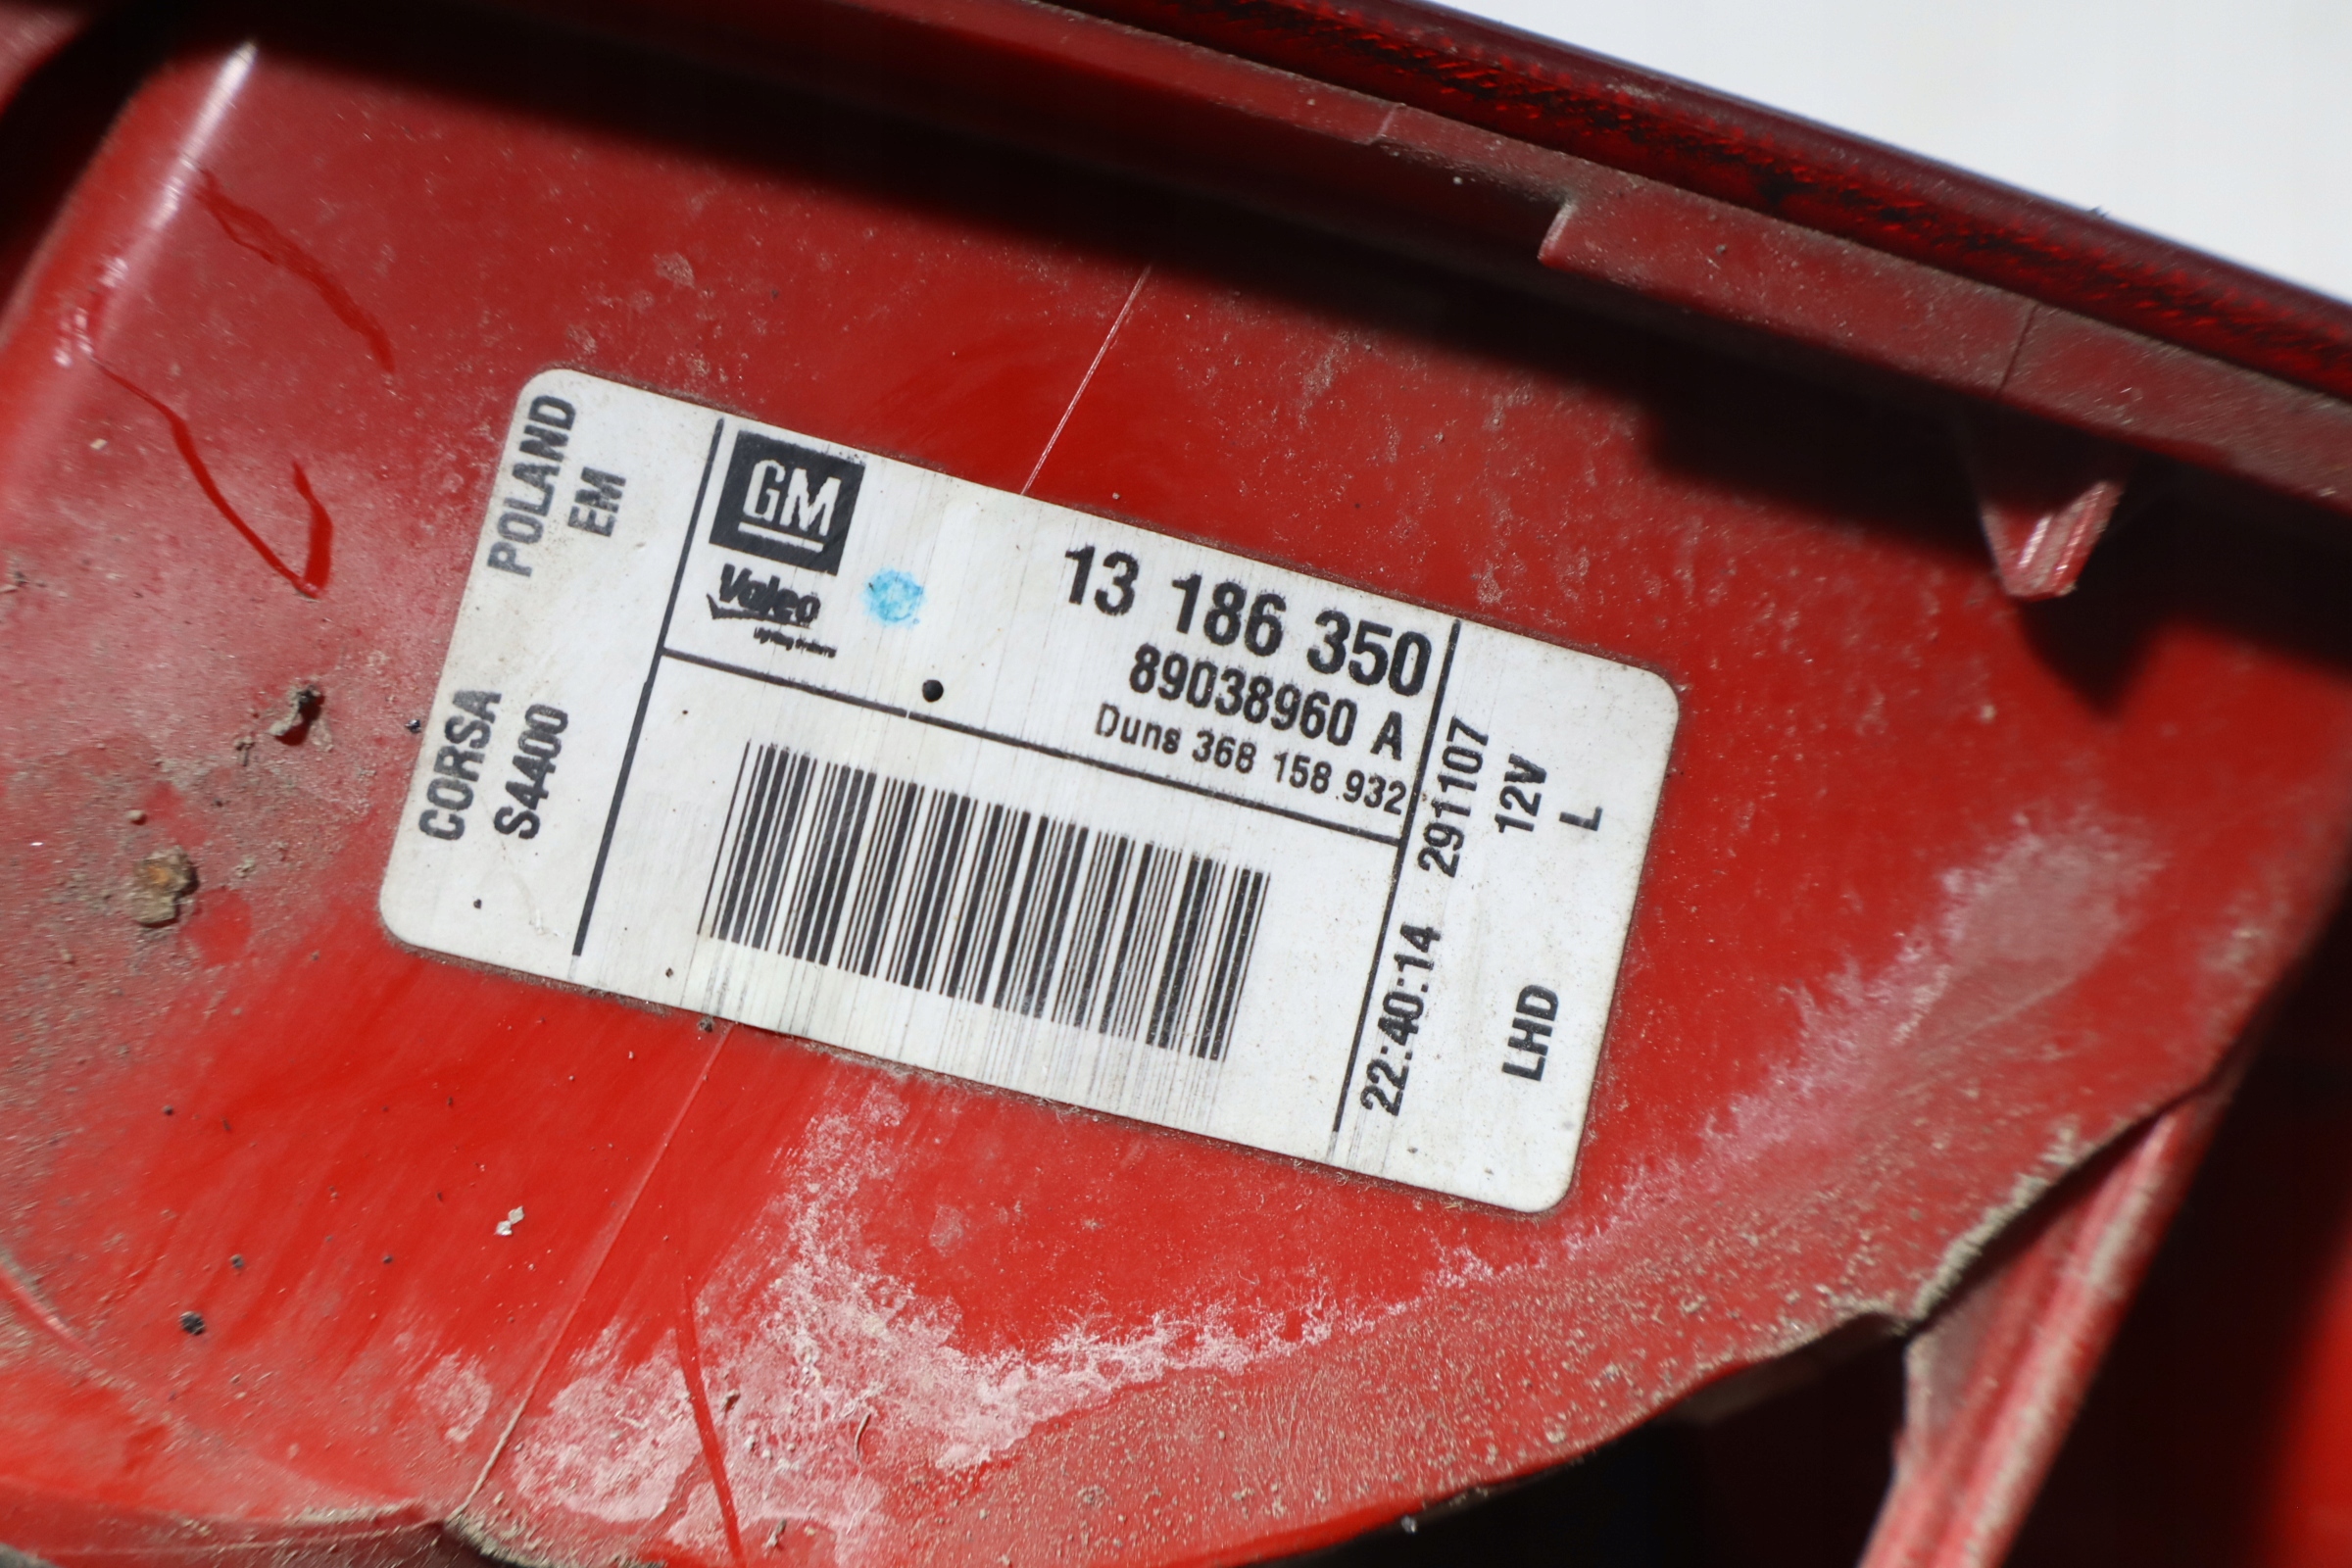 POLAND
EM
CORSA
S4400
GM
Valeo
13 186 350
89038960 A
Duns 368 158 932
22:40:14 291107
12V
LHD L